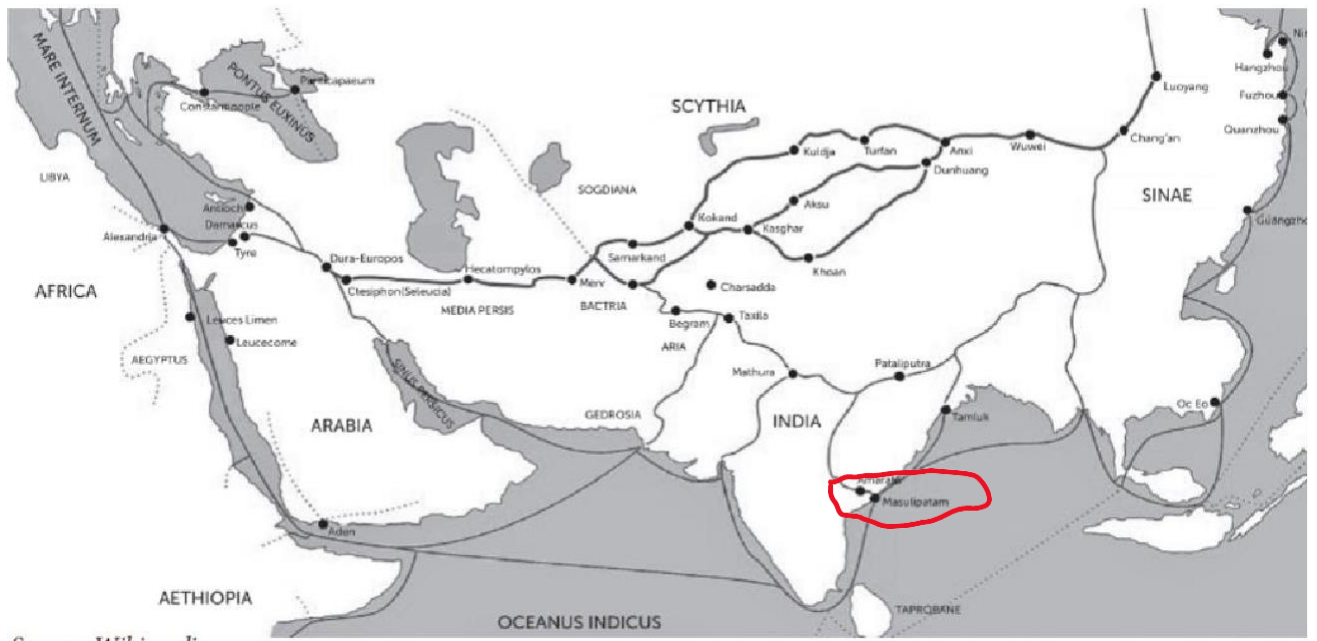 MARE INTERNUM
PONTUS EUXINUS
Panticapaeum
Constantinople
SCYTHIA
Luoyang
Hangzhou
Fuzhou
Quanzhou
Chang'an
Kuldja
Turfan
Anxi
Wuwei
Dunhuang
LIBYA
SOGDIANA
SINAE
Antioch
Aksu
Damascus
Kokand
Kasghar
Guangzho
Alexandria
Tyre
Samarkand
Dura-Europos
Khoan
Hecatompylos
Merv
Ctesiphon(Seleucia)
Charsadda
AFRICA
MEDIA PERSIS
BACTRIA
Begram
Taxila
Leuces Limen
Leucecome
ARIA
AEGYPTUS
SINUS PERSICUS
Mathura
Pataliputra
Oc Eo
GEDROSIA
ARABIA
INDIA
Tamluk
Masulipatam
Aden
AETHIOPIA
TAPROBANE
OCEANUS INDICUS